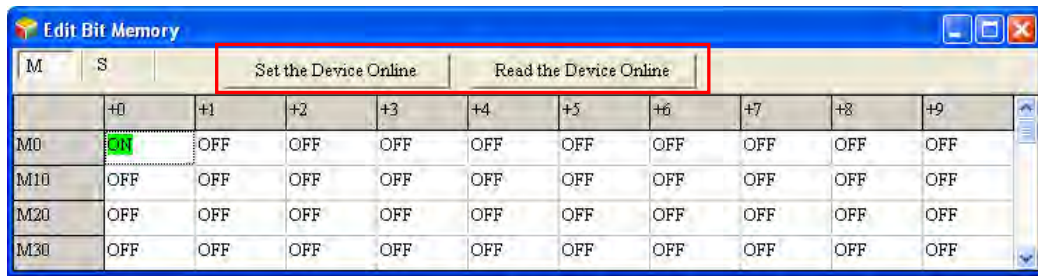 Edit Bit Memory
M S Set the Device Online Read the Device Online
+0 +1 +2 +3 +4 +5 +6 +7 +8 +9
M0 ON OFF OFF OFF OFF OFF OFF OFF OFF OFF
M10 OFF OFF OFF OFF OFF OFF OFF OFF OFF OFF
M20 OFF OFF OFF OFF OFF OFF OFF OFF OFF OFF
M30 OFF OFF OFF OFF OFF OFF OFF OFF OFF OFF